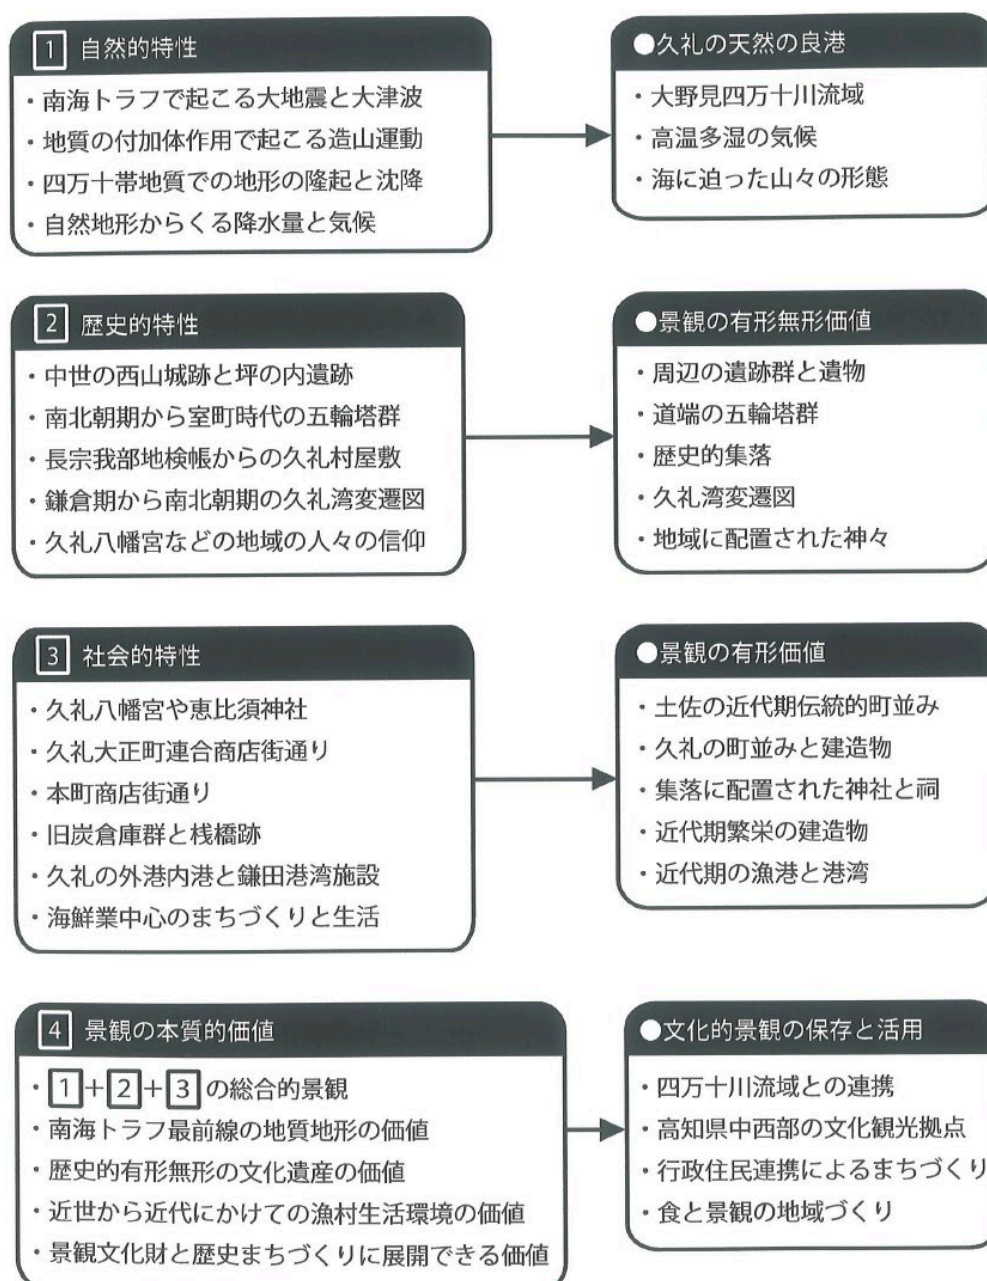 1 自然的特性
・南海トラフで起こる大地震と大津波
・地質の付加体作用で起こる造山運動
・四万十帯地質での地形の隆起と沈降
・自然地形からくる降水量と気候
●久礼の天然の良港
・大野見四万十川流域
・高温多湿の気候
・海に迫った山々の形態
2 歴史的特性
・中世の西山城跡と坪の内遺跡
・南北朝期から室町時代の五輪塔群
・長宗我部地検帳からの久礼村屋敷
・鎌倉期から南北朝期の久礼湾変遷図
・久礼八幡宮などの地域の人々の信仰
●景観の有形無形価値
・周辺の遺跡群と遺物
・道端の五輪塔群
・歴史的集落
・久礼湾変遷図
・地域に配置された神々
3 社会的特性
・久礼八幡宮や恵比須神社
・久礼大正町連合商店街通り
・本町商店街通り
・旧炭倉庫群と桟橋跡
・久礼の外港内港と鎌田港湾施設
・海鮮業中心のまちづくりと生活
●景観の有形価値
・土佐の近代期伝統的町並み
・久礼の町並みと建造物
・集落に配置された神社と祠
・近代期繁栄の建造物
・近代期の漁港と港湾
4 景観の本質的価値
・1+2+3の総合的景観
・南海トラフ最前線の地質地形の価値
・歴史的有形無形の文化遺産の価値
・近世から近代にかけての漁村生活環境の価値
・景観文化財と歴史まちづくりに展開できる価値
●文化的景観の保存と活用
・四万十川流域との連携
・高知県中西部の文化観光拠点
・行政住民連携によるまちづくり
・食と景観の地域づくり